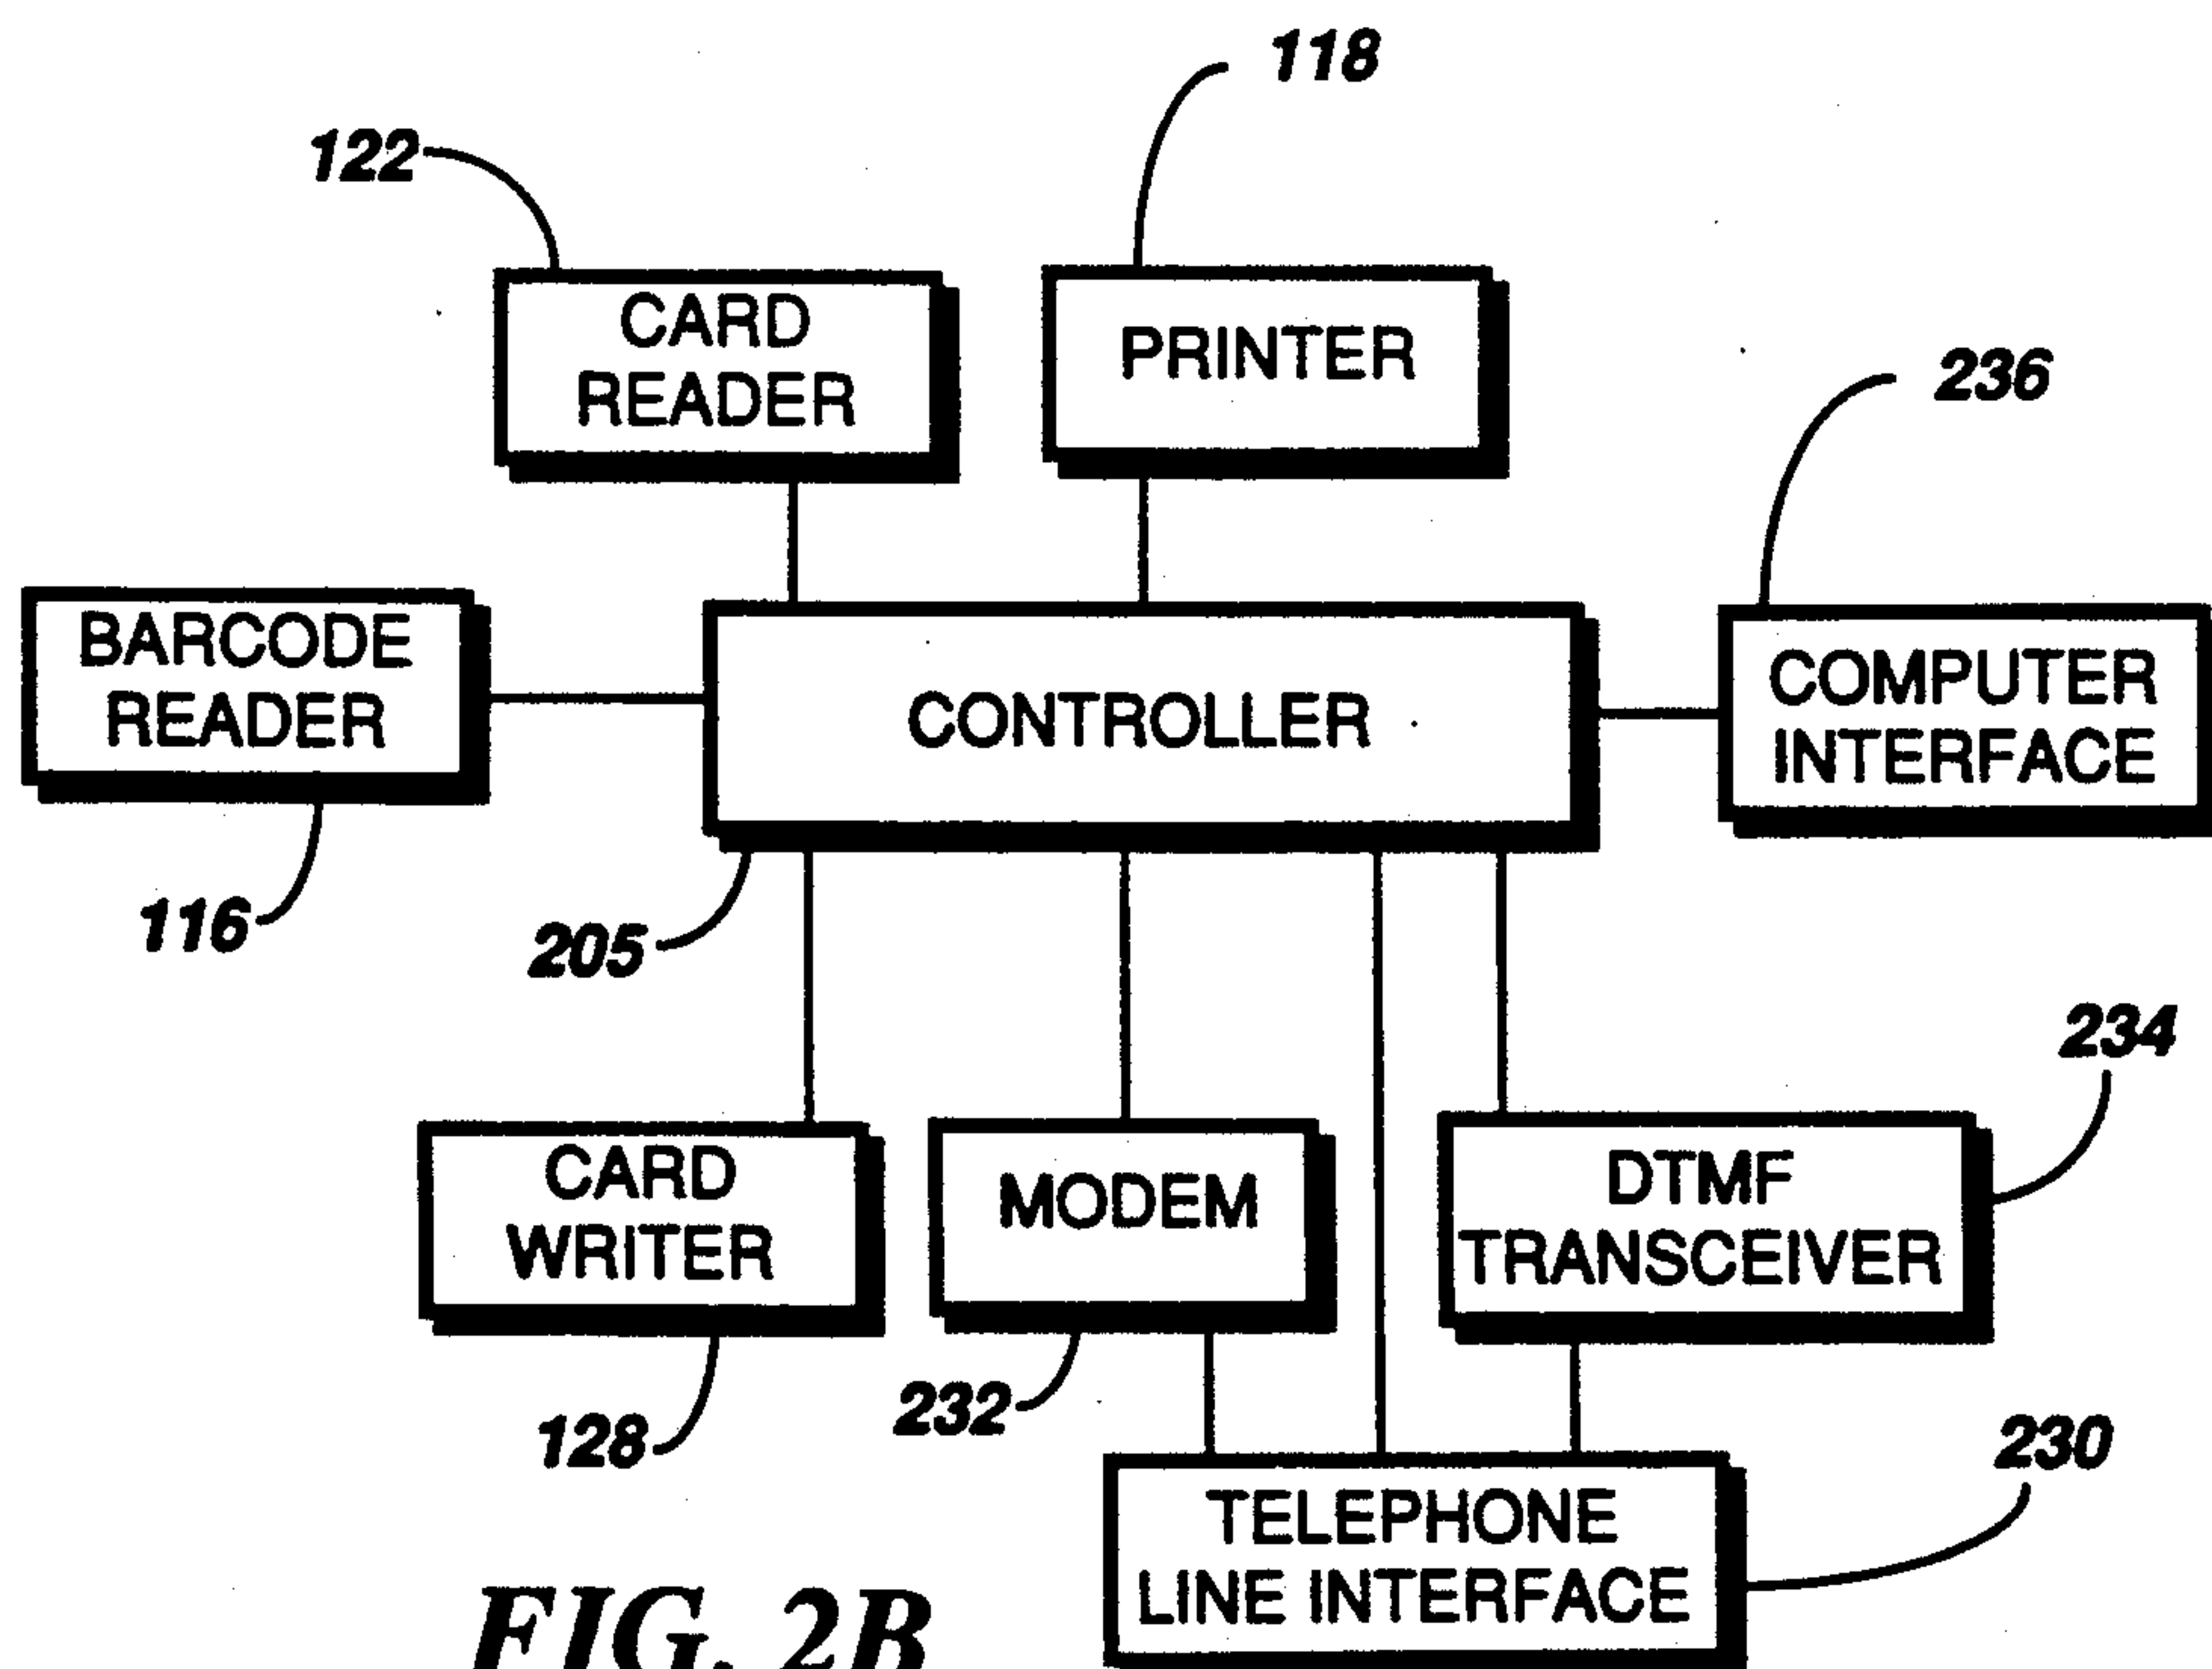 118
122
CARD
READER
PRINTER
236
BARCODE
READER
CONTROLLER
COMPUTER
INTERFACE
116
205
234
CARD
WRITER
MODEM
DTMF
TRANSCEIVER
128
232
230
TELEPHONE
LINE INTERFACE
FIG. 2B